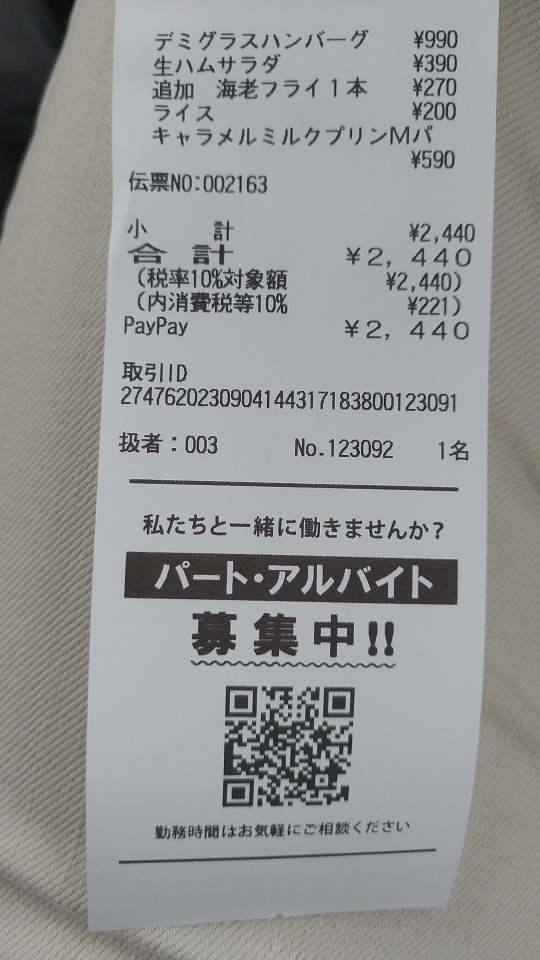 デミグラスハンバーグ ¥990
生ハムサラダ ¥390
追加 海老フライ1本 ¥270
ライス ¥200
キャラメルミルクプリンMパ
¥590
伝票NO:002163
小 計 ¥2,440
合 計 ¥2,440
(税率10%対象額 ¥2,440)
(内消費税等10% ¥221)
PayPay ¥2,440
取引ID
27476202309041443171838001230​91
扱者:003 No.123092 1名
私たちと一緒に働きませんか?
パート・アルバイト
募集中!!
勤務時間はお気軽にご相談ください